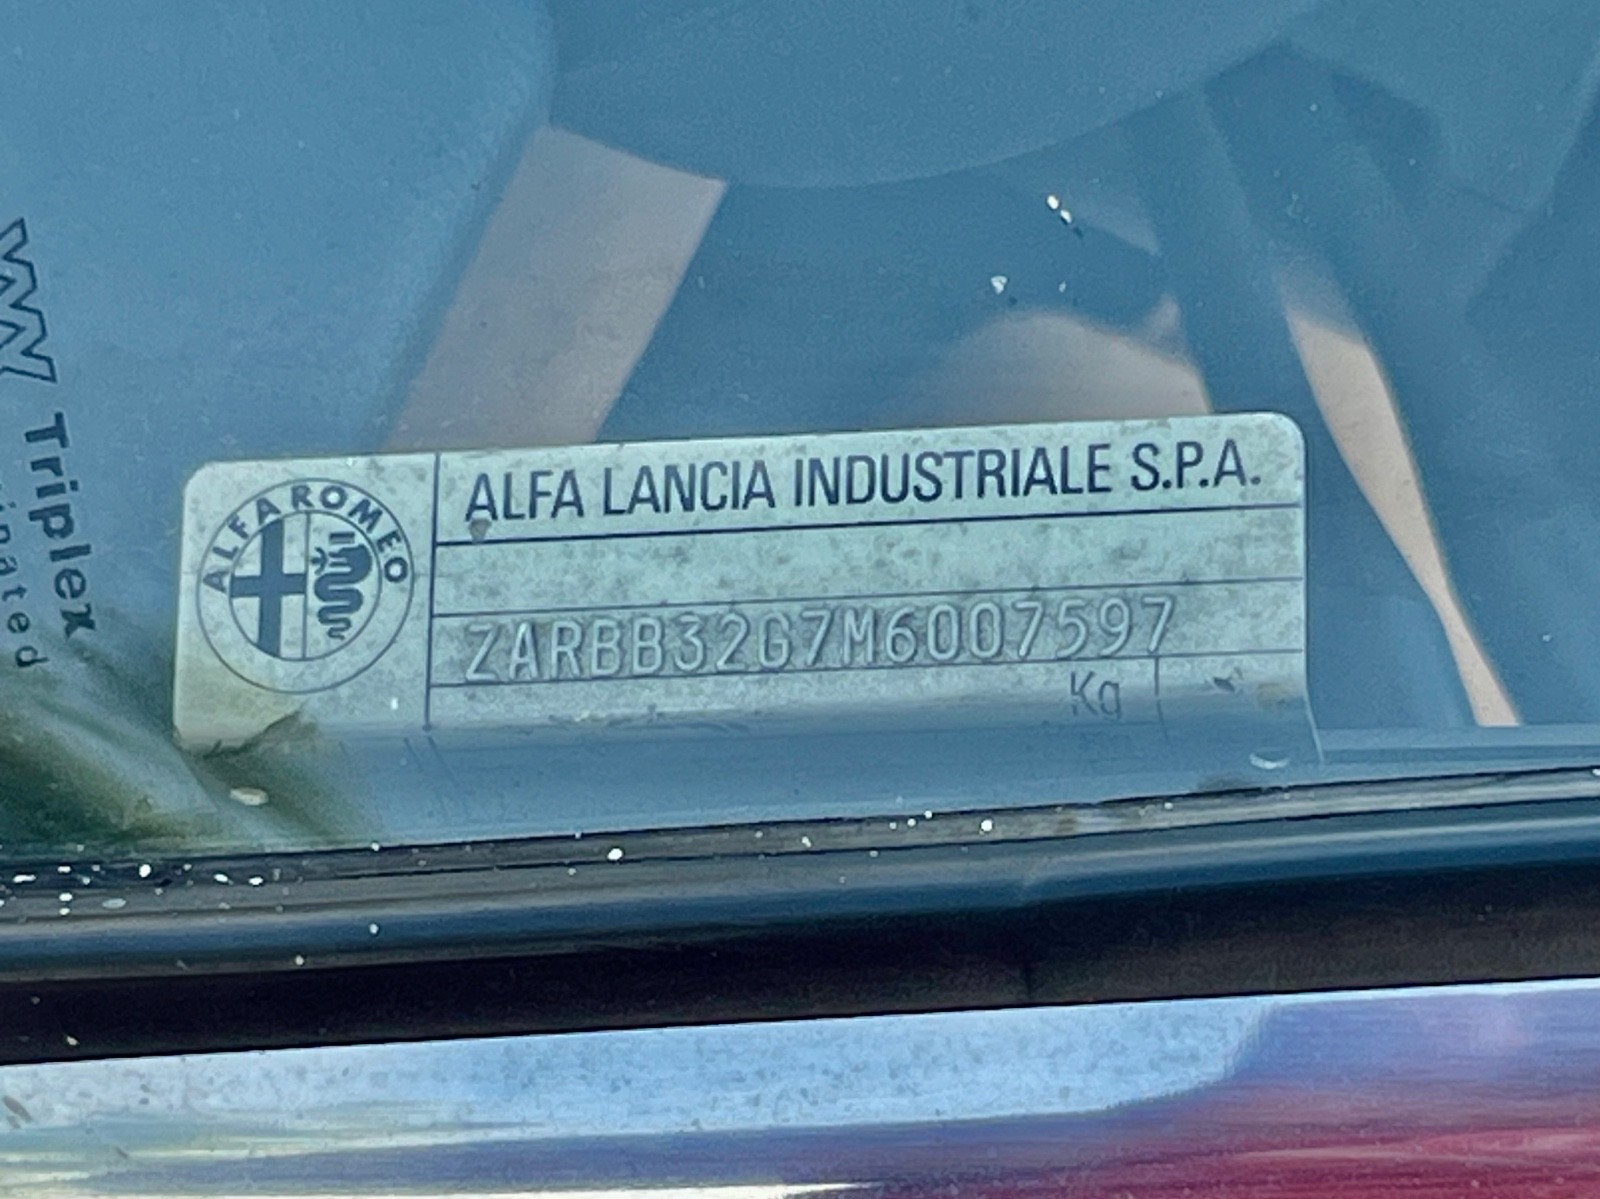 ALFA ROMEO
ALFA LANCIA INDUSTRIALE S.P.A.
ZARBB32G7M6007597
Kg
Triplex